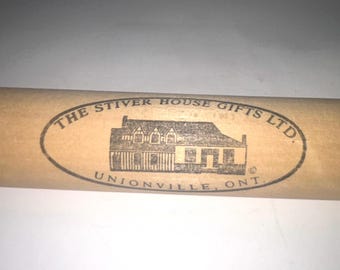 THE STIVER HOUSE GIFTS LTD
©
UNIONVILLE, ONT.